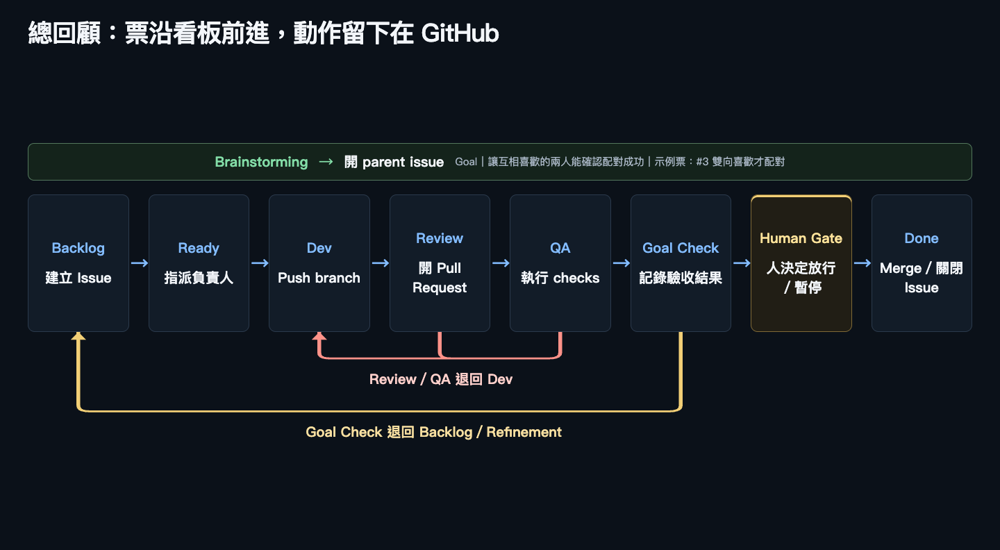 總回顧：票沿看板前進，動作留下在 GitHub
Brainstorming → 開 parent issue Goal｜讓互相喜歡的兩人能確認配對成功｜示例票：#3 雙向喜歡才配對
Backlog
建立 Issue
→
Ready
指派負責人
→
Dev
Push branch
→
Review
開 Pull
Request
→
QA
執行 checks
→
Goal Check
記錄驗收結果
→
Human Gate
人決定放行
/ 暫停
→
Done
Merge / 關閉
Issue
Review / QA 退回 Dev
Goal Check 退回 Backlog / Refinement